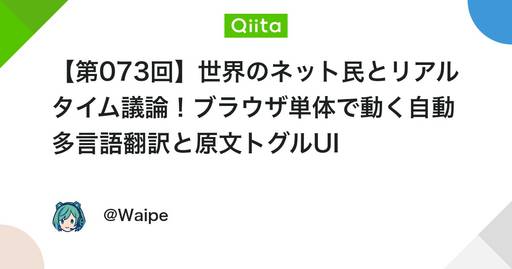 Qiita
【第073回】世界のネット民とリアル
タイム議論！ブラウザ単体で動く自動
多言語翻訳と原文トグルUI
@Waipe